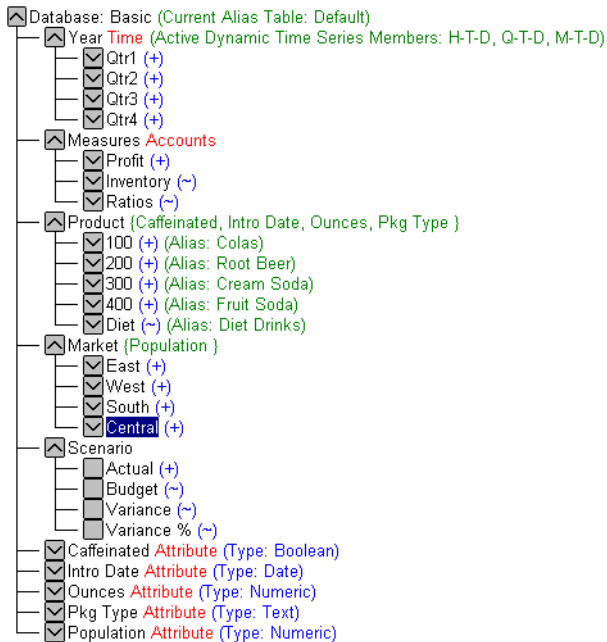 Database: Basic (Current Alias Table: Default)
Year Time (Active Dynamic Time Series Members: H-T-D, Q-T-D, M-T-D)
Qtr1 (+)
Qtr2 (+)
Qtr3 (+)
Qtr4 (+)
Measures Accounts
Profit (+)
Inventory (~)
Ratios (~)
Product {Caffeinated, Intro Date, Ounces, Pkg Type }
100 (+) (Alias: Colas)
200 (+) (Alias: Root Beer)
300 (+) (Alias: Cream Soda)
400 (+) (Alias: Fruit Soda)
Diet (~) (Alias: Diet Drinks)
Market {Population }
East (+)
West (+)
South (+)
Central (+)
Scenario
Actual (+)
Budget (~)
Variance (~)
Variance % (~)
Caffeinated Attribute (Type: Boolean)
Intro Date Attribute (Type: Date)
Ounces Attribute (Type: Numeric)
Pkg Type Attribute (Type: Text)
Population Attribute (Type: Numeric)